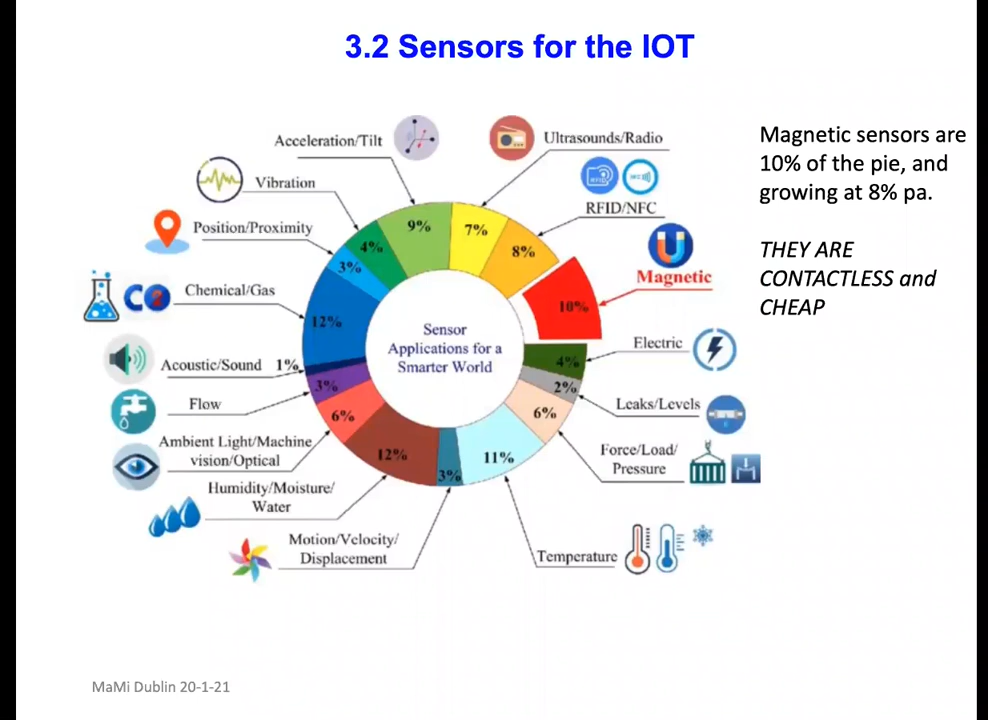 3.2 Sensors for the IOT
Acceleration/Tilt
Ultrasounds/Radio
Vibration
RFID/NFC
Position/Proximity
Magnetic
Chemical/Gas
Electric
Acoustic/Sound
Leaks/Levels
Flow
Force/Load/
Pressure
Ambient Light/Machine
vision/Optical
Humidity/Moisture/
Water
Motion/Velocity/
Displacement
Temperature
9%
7%
8%
10%
4%
2%
6%
11%
3%
12%
6%
3%
1%
12%
3%
4%
Sensor
Applications for a
Smarter World
Magnetic sensors are
10% of the pie, and
growing at 8% pa.
THEY ARE
CONTACTLESS and
CHEAP
MaMi Dublin 20-1-21